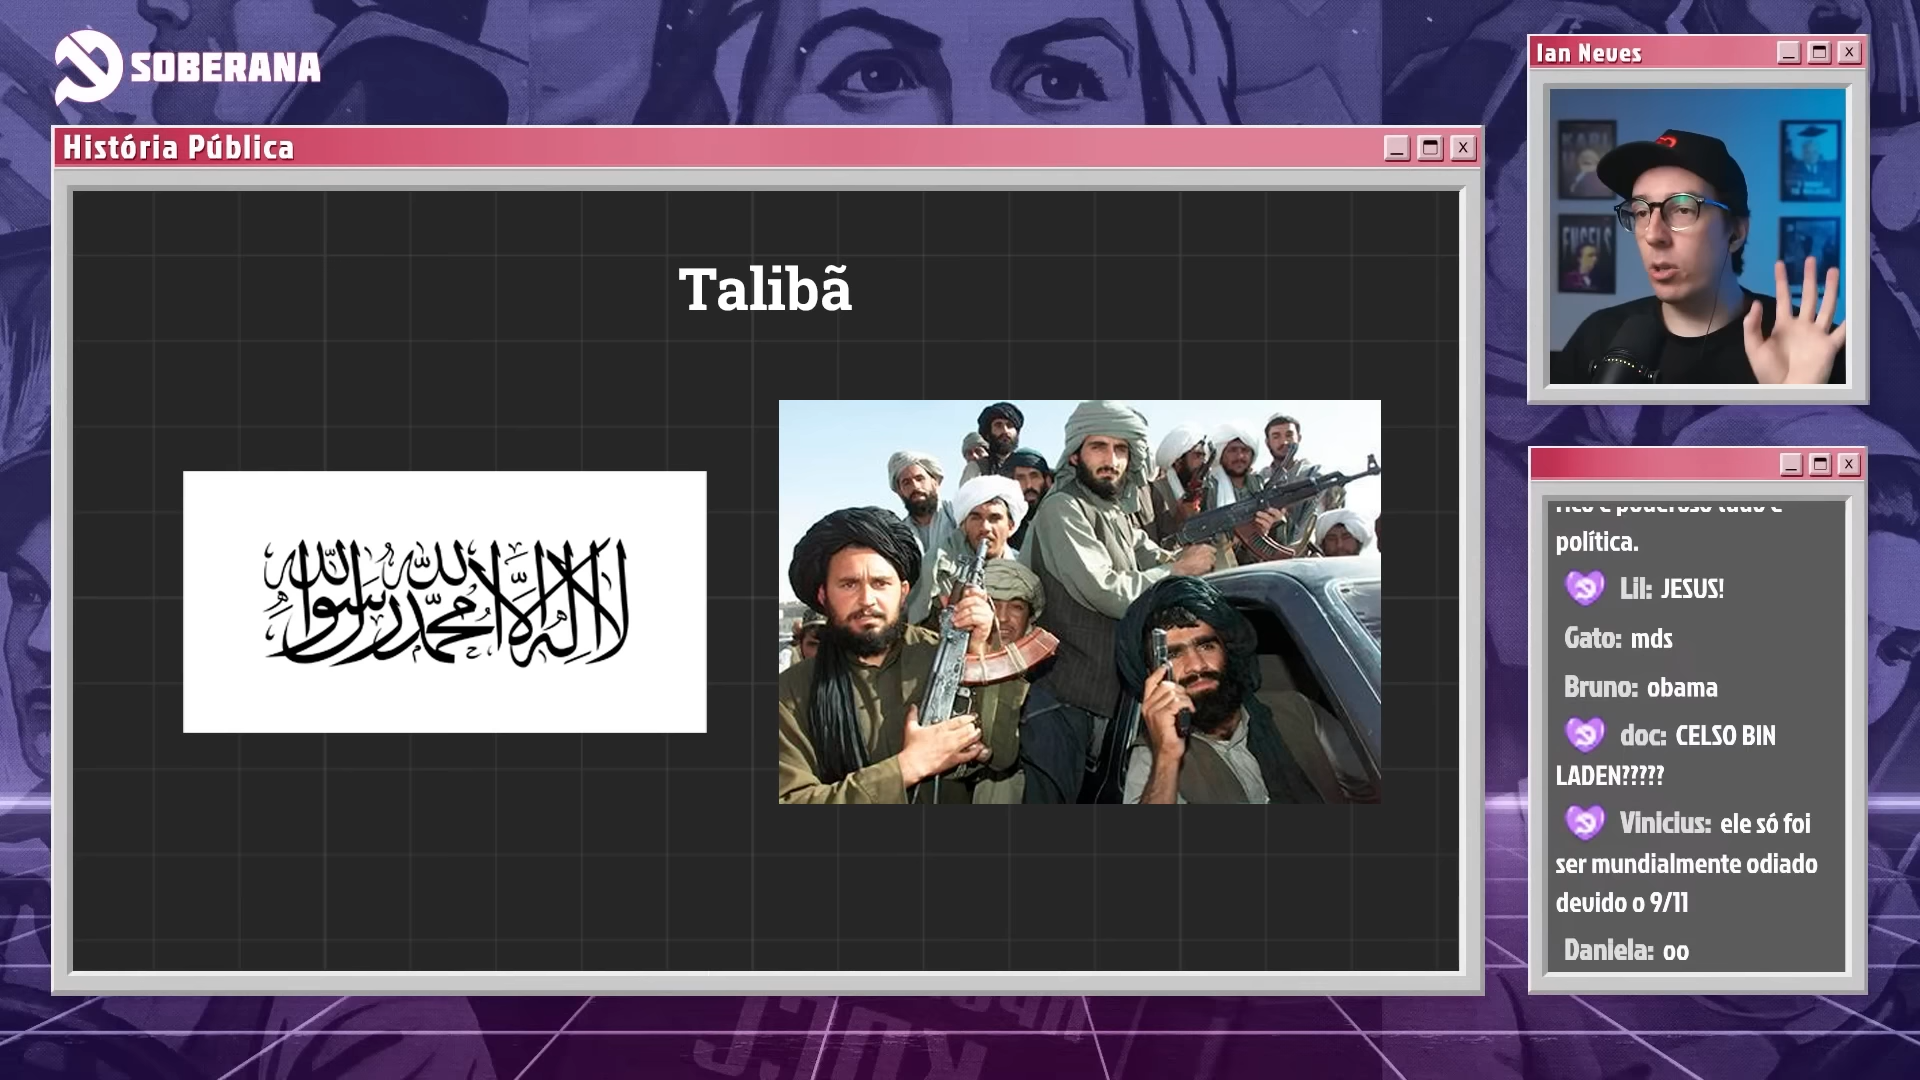 SOBERANA
História Pública
Talibã
لا إله إلا الله محمد رسول الله
Ian Neves
política.
Lil: JESUS!
Gato: mds
Bruno: obama
doc: CELSO BIN
LADEN?????
Vinicius: ele só foi
ser mundialmente odiado
devido o 9/11
Daniela: oo